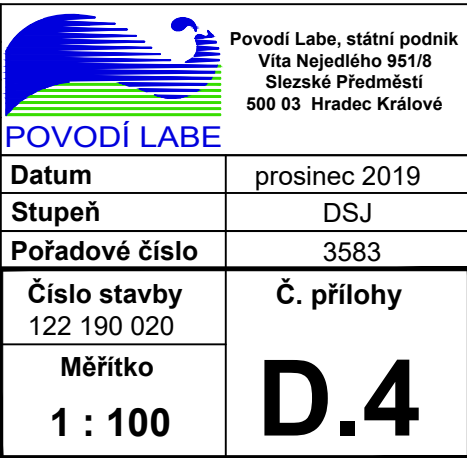 POVODÍ LABE
Povodí Labe, státní podnik
Víta Nejedlého 951/8
Slezské Předměstí
500 03 Hradec Králové
Datum prosinec 2019
Stupeň DSJ
Pořadové číslo 3583
Číslo stavby
122 190 020
Měřítko
1 : 100
Č. přílohy
D.4